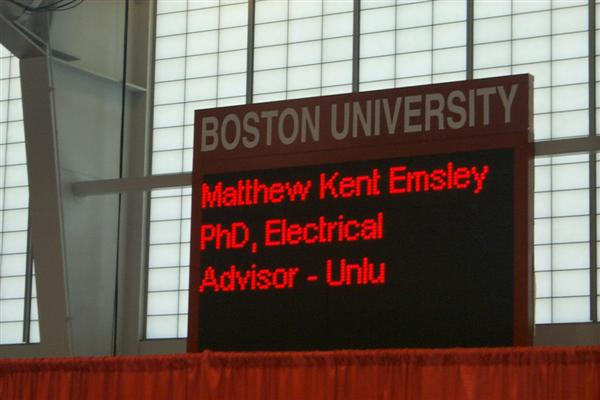 BOSTON UNIVERSITY
Matthew Kent Emsley
PhD, Electrical
Advisor - Unlu